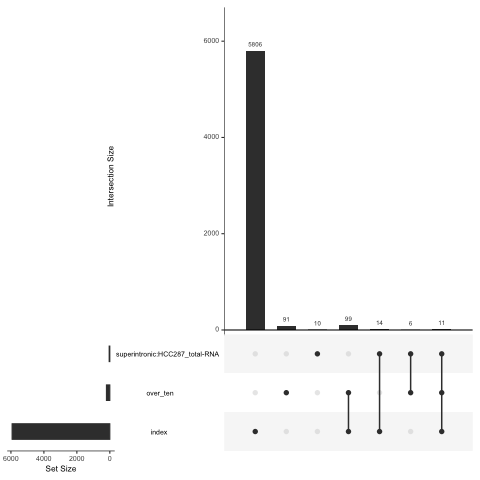 6000
4000
2000
0
Intersection Size
5806
91
10
99
14
6
11
superintronic:HCC287_total-RNA
over_ten
index
6000 4000 2000 0
Set Size